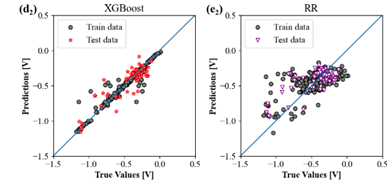 (d₂) XGBoost
Train data
Test data
0.5
0.0
−0.5
−1.0
−1.5
Predictions [V]
−1.5 −1.0 −0.5 0.0 0.5
True Values [V]
(e₂) RR
Train data
Test data
0.5
0.0
−0.5
−1.0
−1.5
Predictions [V]
−1.5 −1.0 −0.5 0.0 0.5
True Values [V]